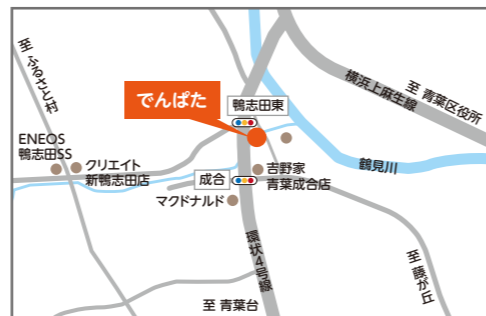 至 ふるさと村
でんぱた
鴨志田東
横浜上麻生線
至 青葉区役所
ENEOS
鴨志田SS
クリエイト
新鴨志田店
成合
吉野家
青葉成合店
鶴見川
マクドナルド
環状4号線
至 藤が丘
至 青葉台